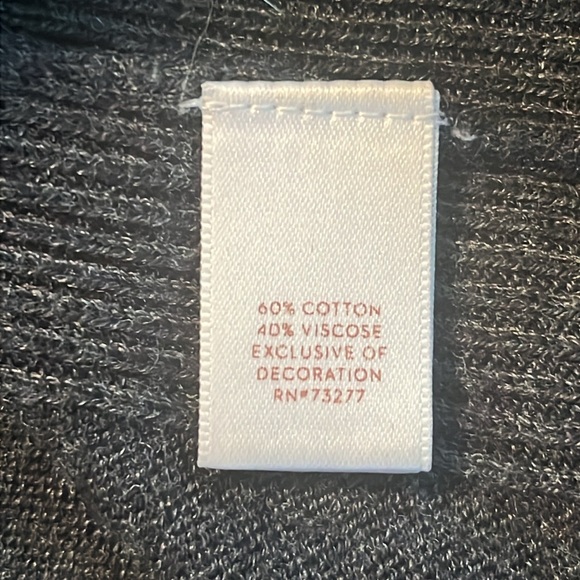 60% COTTON
40% VISCOSE
EXCLUSIVE OF
DECORATION
RN#73277